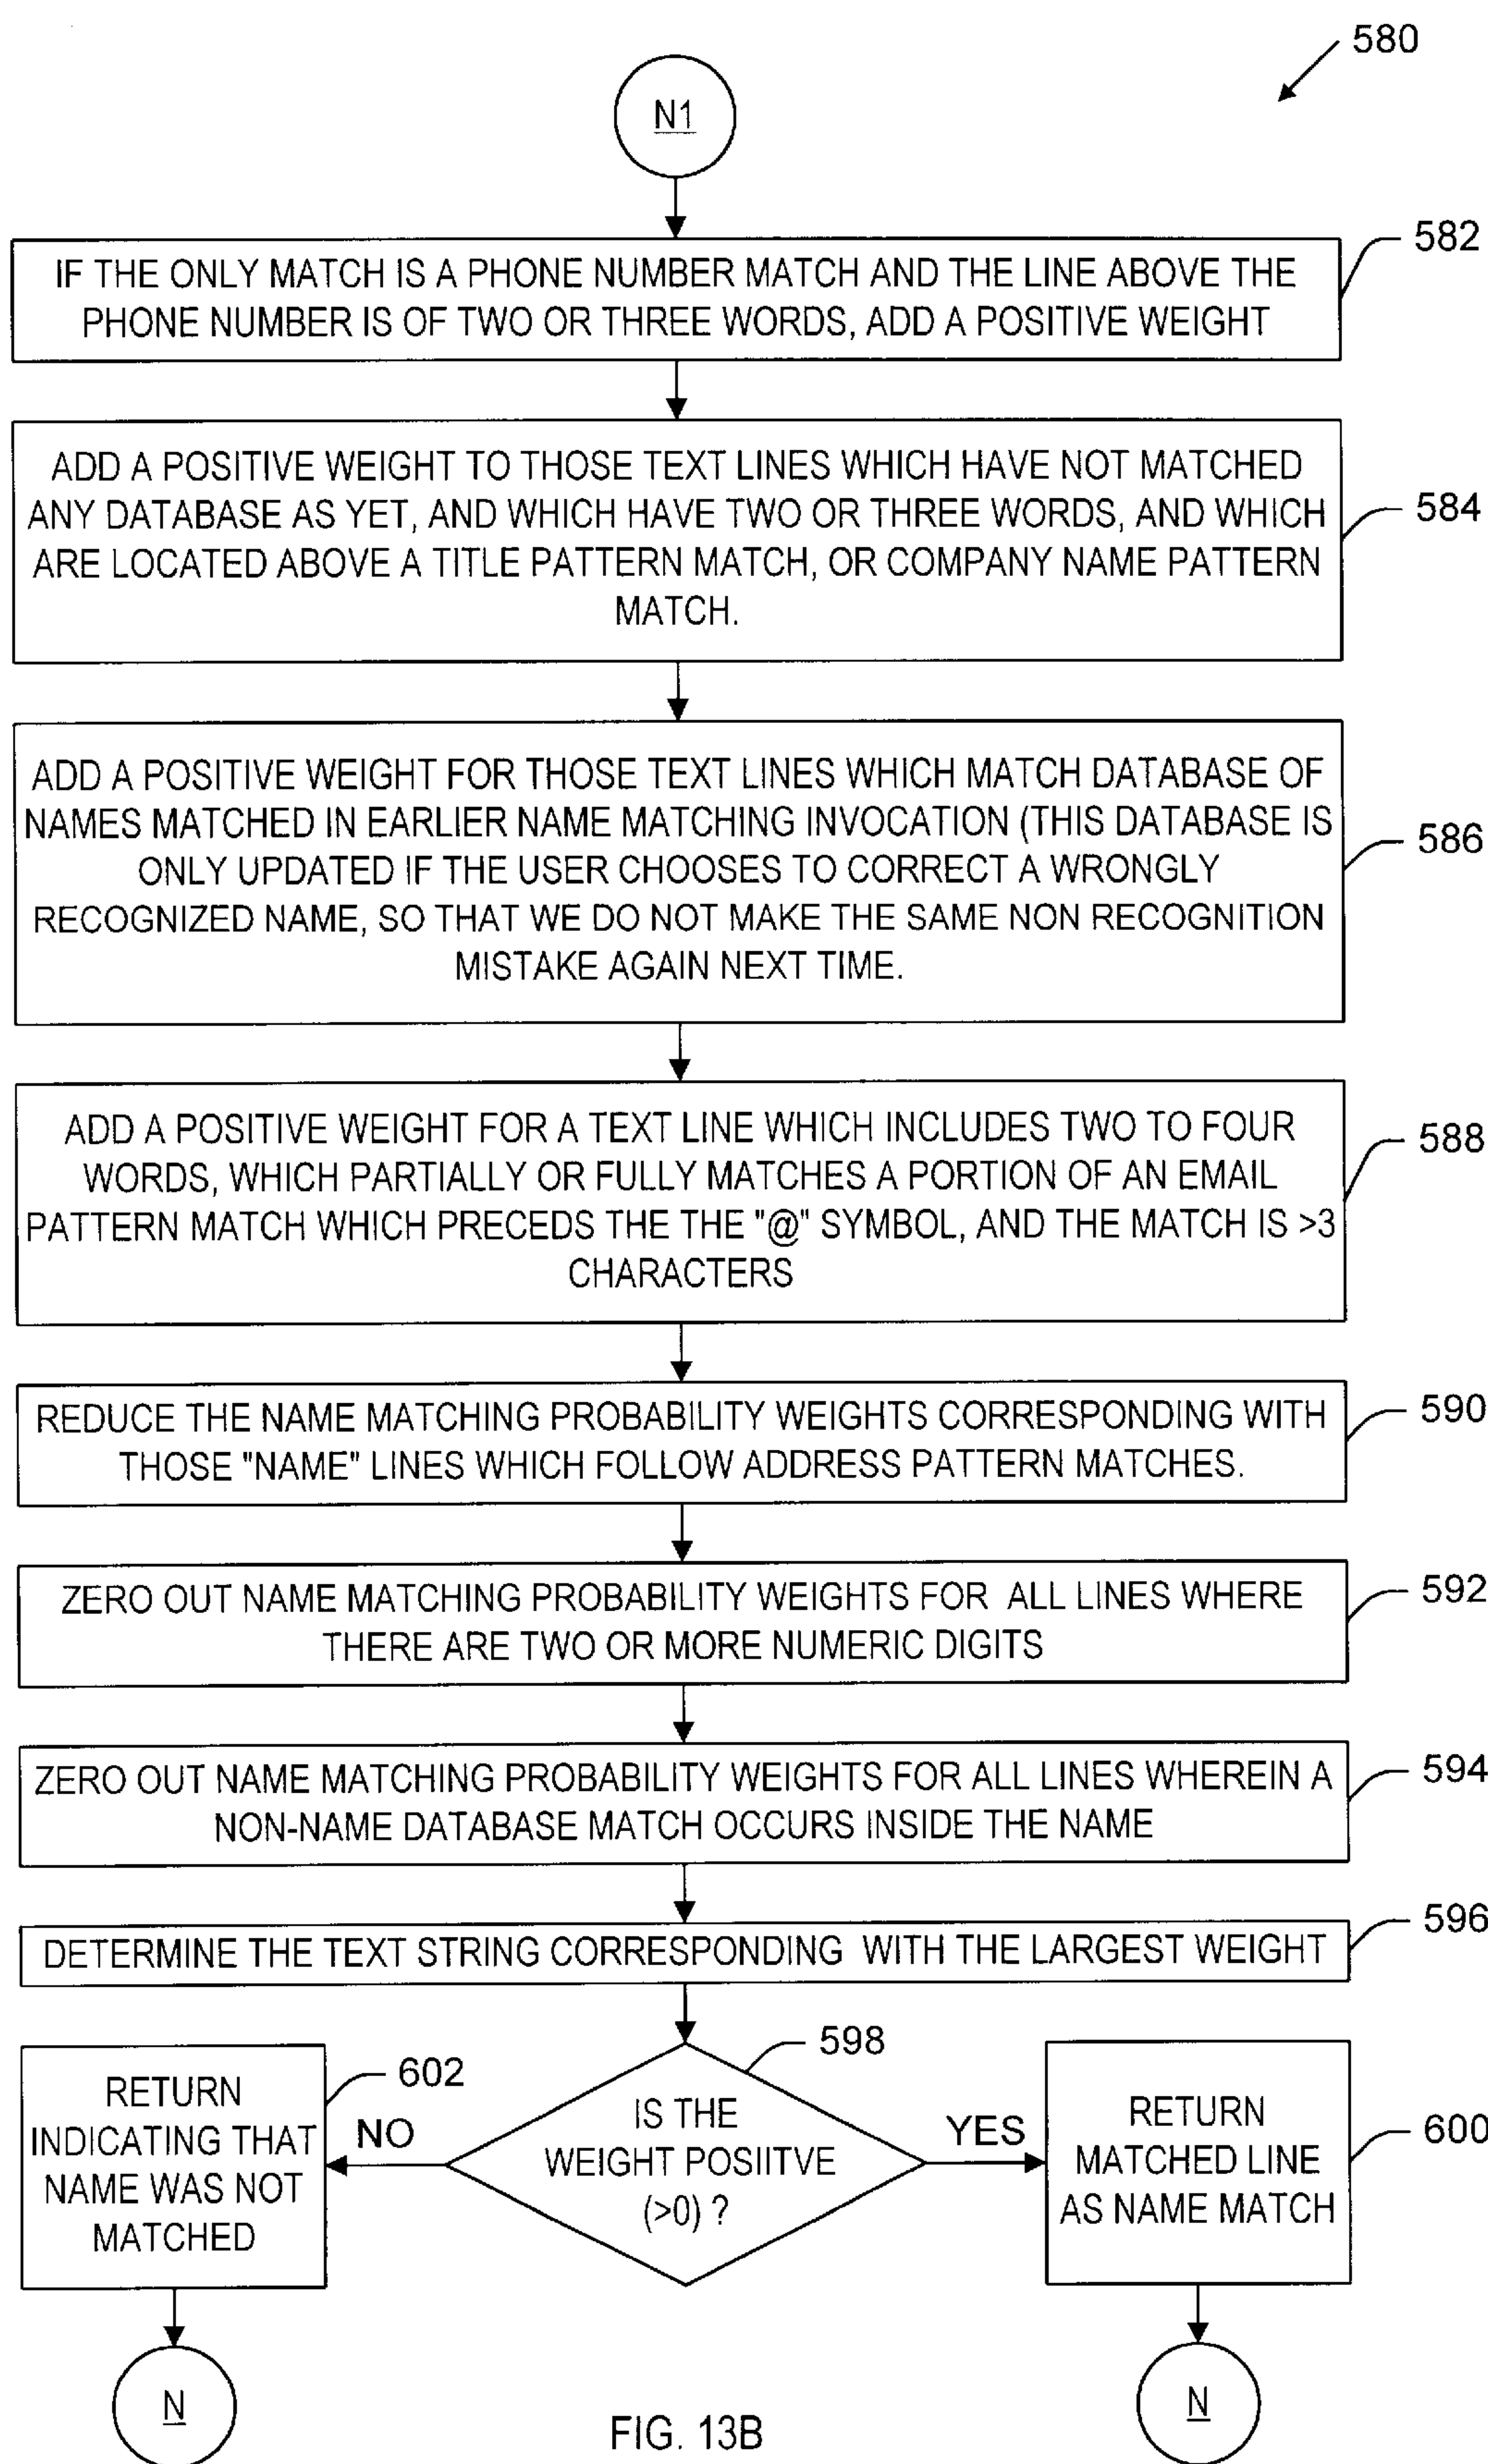 580
N1
582
IF THE ONLY MATCH IS A PHONE NUMBER MATCH AND THE LINE ABOVE THE
PHONE NUMBER IS OF TWO OR THREE WORDS, ADD A POSITIVE WEIGHT
ADD A POSITIVE WEIGHT TO THOSE TEXT LINES WHICH HAVE NOT MATCHED
ANY DATABASE AS YET, AND WHICH HAVE TWO OR THREE WORDS, AND WHICH
584
ARE LOCATED ABOVE A TITLE PATTERN MATCH, OR COMPANY NAME PATTERN
MATCH.
ADD A POSITIVE WEIGHT FOR THOSE TEXT LINES WHICH MATCH DATABASE OF
NAMES MATCHED IN EARLIER NAME MATCHING INVOCATION (THIS DATABASE IS
586
ONLY UPDATED IF THE USER CHOOSES TO CORRECT A WRONGLY
RECOGNIZED NAME, SO THAT WE DO NOT MAKE THE SAME NON RECOGNITION
MISTAKE AGAIN NEXT TIME.
ADD A POSITIVE WEIGHT FOR A TEXT LINE WHICH INCLUDES TWO TO FOUR
588
WORDS, WHICH PARTIALLY OR FULLY MATCHES A PORTION OF AN EMAIL
PATTERN MATCH WHICH PRECEDS THE THE "@" SYMBOL, AND THE MATCH IS >3
CHARACTERS
590
REDUCE THE NAME MATCHING PROBABILITY WEIGHTS CORRESPONDING WITH
THOSE "NAME" LINES WHICH FOLLOW ADDRESS PATTERN MATCHES.
592
ZERO OUT NAME MATCHING PROBABILITY WEIGHTS FOR ALL LINES WHERE
THERE ARE TWO OR MORE NUMERIC DIGITS
594
ZERO OUT NAME MATCHING PROBABILITY WEIGHTS FOR ALL LINES WHEREIN A
NON-NAME DATABASE MATCH OCCURS INSIDE THE NAME
596
DETERMINE THE TEXT STRING CORRESPONDING WITH THE LARGEST WEIGHT
598
IS THE
WEIGHT POSIITVE
(>0) ?
NO
602
RETURN
INDICATING THAT
NAME WAS NOT
MATCHED
YES
600
RETURN
MATCHED LINE
AS NAME MATCH
N
N
FIG. 13B